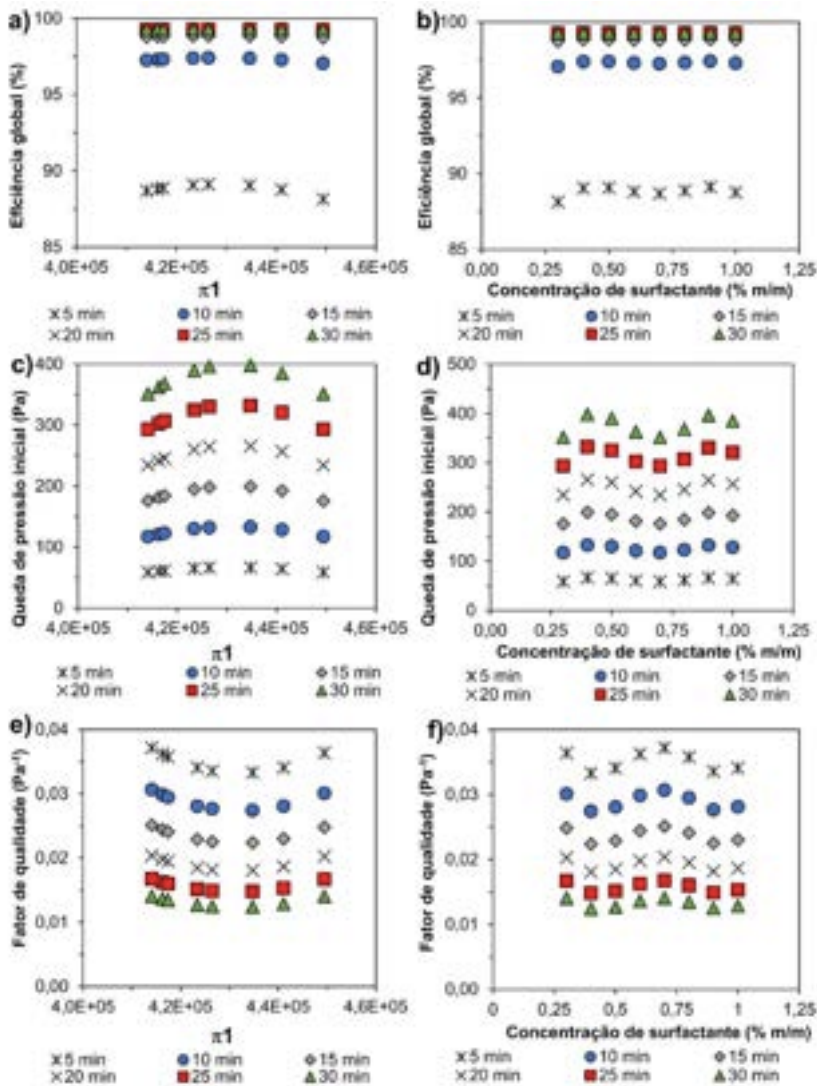 a)
Eficiência global (%)
100
95
90
85
4,0E+05 4,2E+05 4,4E+05 4,6E+05
π1
5 min 10 min 15 min
20 min 25 min 30 min
b)
Eficiência global (%)
100
95
90
85
0,00 0,25 0,50 0,75 1,00 1,25
Concentração de surfactante (% m/m)
5 min 10 min 15 min
20 min 25 min 30 min
c)
Queda de pressão inicial (Pa)
400
300
200
100
0
4,0E+05 4,2E+05 4,4E+05 4,6E+05
π1
5 min 10 min 15 min
20 min 25 min 30 min
d)
Queda de pressão inicial (Pa)
500
400
300
200
100
0
0,00 0,25 0,50 0,75 1,00 1,25
Concentração de surfactante (% m/m)
5 min 10 min 15 min
20 min 25 min 30 min
e)
Fator de qualidade (Pa⁻¹)
0,04
0,03
0,02
0,01
0,00
4,0E+05 4,2E+05 4,4E+05 4,6E+05
π1
5 min 10 min 15 min
20 min 25 min 30 min
f)
Fator de qualidade (Pa⁻¹)
0,04
0,03
0,02
0,01
0,00
0 0,25 0,5 0,75 1 1,25
Concentração de surfactante (% m/m)
5 min 10 min 15 min
20 min 25 min 30 min